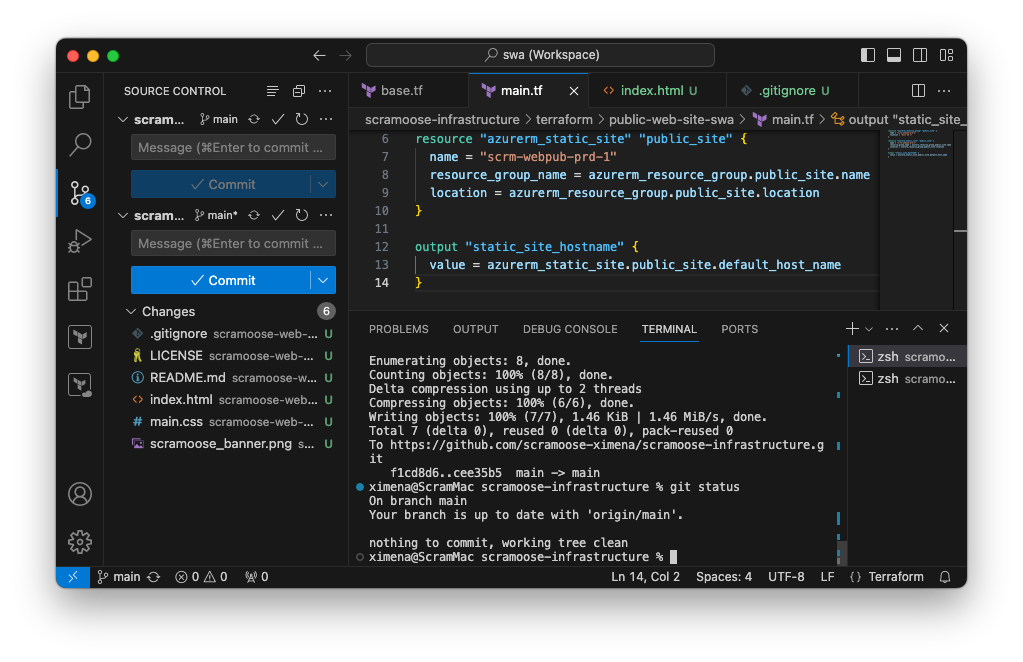 swa (Workspace)
SOURCE CONTROL
scram... main
Message (⌘Enter to commit ...
Commit
scram... main*
Message (⌘Enter to commit ...
Commit
Changes 6
.gitignore scramoose-web-... U
LICENSE scramoose-web-... U
README.md scramoose-w... U
index.html scramoose-web... U
main.css scramoose-web-... U
scramoose_banner.png s... U
6
base.tf main.tf index.html U .gitignore U
scramoose-infrastructure > terraform > public-web-site-swa > main.tf > output "static_site_
6 resource "azurerm_static_site" "public_site" {
7 name = "scrm-webpub-prd-1"
8 resource_group_name = azurerm_resource_group.public_site.name
9 location = azurerm_resource_group.public_site.location
10 }
11
12 output "static_site_hostname" {
13 value = azurerm_static_site.public_site.default_host_name
14 }
PROBLEMS OUTPUT DEBUG CONSOLE TERMINAL PORTS
Enumerating objects: 8, done.
Counting objects: 100% (8/8), done.
Delta compression using up to 2 threads
Compressing objects: 100% (6/6), done.
Writing objects: 100% (7/7), 1.46 KiB | 1.46 MiB/s, done.
Total 7 (delta 0), reused 0 (delta 0), pack-reused 0
To https://github.com/scramoose-ximena/scramoose-infrastructure.g
it
f1cd8d6..cee35b5 main -> main
ximena@ScramMac scramoose-infrastructure % git status
On branch main
Your branch is up to date with 'origin/main'.
nothing to commit, working tree clean
ximena@ScramMac scramoose-infrastructure %
zsh scramo...
zsh scramo...
main 0 0 0 Ln 14, Col 2 Spaces: 4 UTF-8 LF {} Terraform